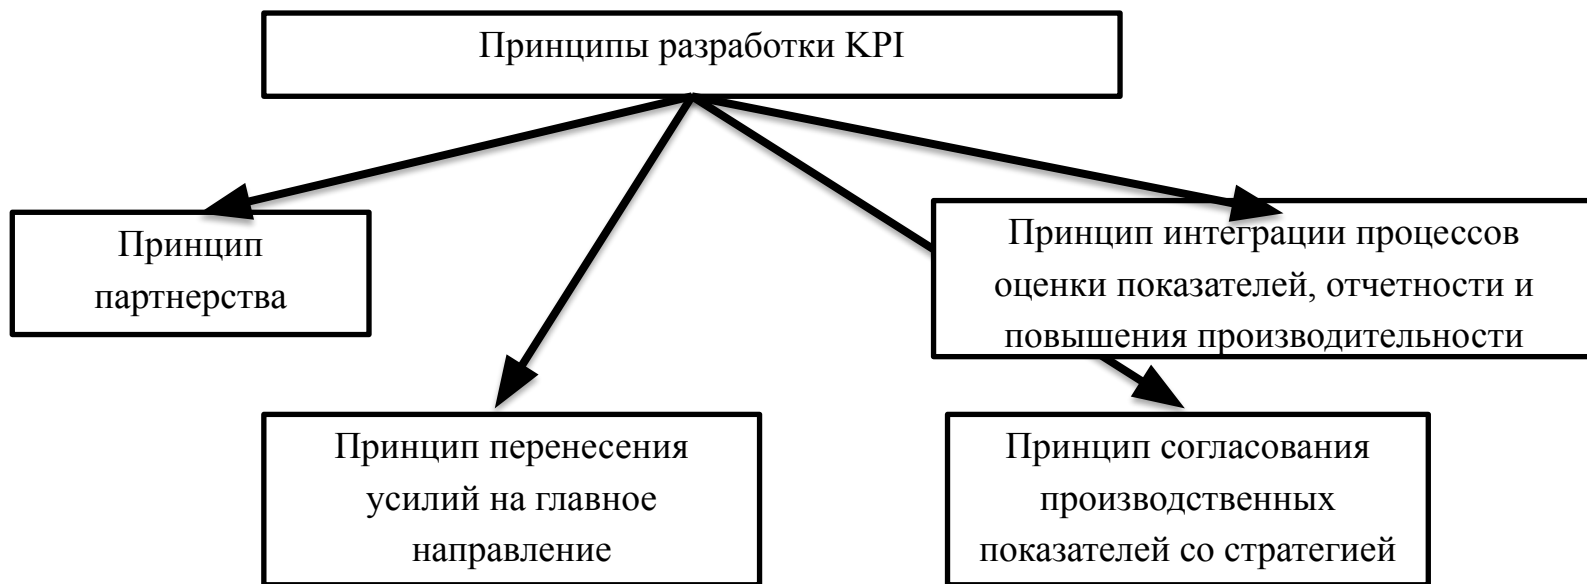 Принципы разработки KPI
Принцип
партнерства
Принцип интеграции процессов
оценки показателей, отчетности и
повышения производительности
Принцип перенесения
усилий на главное
направление
Принцип согласования
производственных
показателей со стратегией